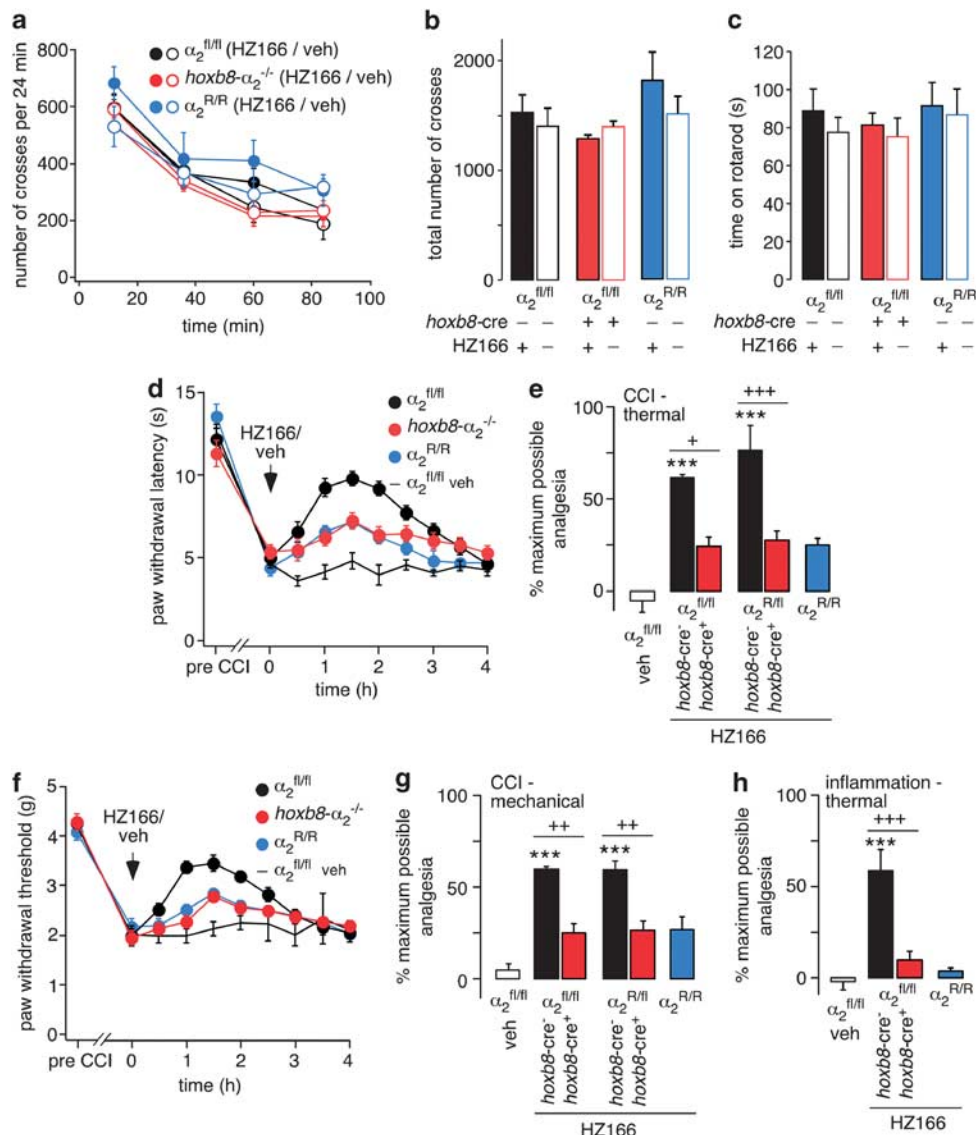 a
number of crosses per 24 min
800
600
400
200
0
α2fl/fl (HZ166 / veh)
hoxb8-α2-/- (HZ166 / veh)
α2R/R (HZ166 / veh)
0 20 40 60 80 100
time (min)
b
total number of crosses
2000
1000
0
α2fl/fl α2fl/fl α2R/R
hoxb8-cre − − + + − −
HZ166 + − + − + −
c
time on rotarod (s)
120
100
80
60
40
20
0
α2fl/fl α2fl/fl α2R/R
− − + + − −
+ − + − + −
d
paw withdrawal latency (s)
15
10
5
0
HZ166/
veh
α2fl/fl
hoxb8-α2-/-
α2R/R
– α2fl/fl veh
pre CCI 0 1 2 3 4
time (h)
e
CCI -
thermal
% maximum possible
analgesia
100
50
0
+
***
+++
***
α2fl/fl
veh
α2fl/fl
hoxb8-cre-
hoxb8-cre+
α2R/fl
hoxb8-cre-
hoxb8-cre+
α2R/R
HZ166
f
paw withdrawal threshold (g)
5
4
3
2
1
0
HZ166/
veh
α2fl/fl
hoxb8-α2-/-
α2R/R
– α2fl/fl veh
pre CCI 0 1 2 3 4
time (h)
g
CCI -
mechanical
% maximum possible
analgesia
100
50
0
++
***
++
***
α2fl/fl
veh
α2fl/fl
hoxb8-cre-
hoxb8-cre+
α2R/fl
hoxb8-cre-
hoxb8-cre+
α2R/R
HZ166
h
inflammation -
thermal
% maximum possible
analgesia
100
50
0
+++
***
α2fl/fl
veh
α2fl/fl
hoxb8-cre-
hoxb8-cre+
α2R/R
HZ166